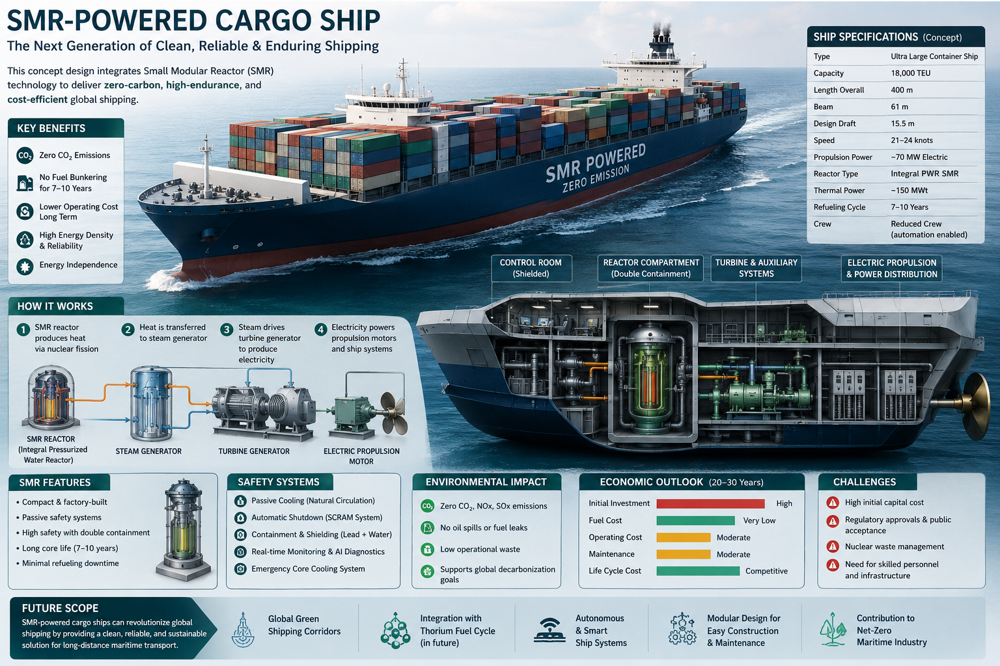 SMR-POWERED CARGO SHIP
The Next Generation of Clean, Reliable & Enduring Shipping
This concept design integrates Small Modular Reactor (SMR)
technology to deliver zero-carbon, high-endurance, and
cost-efficient global shipping.
KEY BENEFITS
CO₂ Zero CO₂ Emissions
No Fuel Bunkering
for 7–10 Years
Lower Operating Cost
Long Term
High Energy Density
& Reliability
Energy Independence
SMR POWERED
ZERO EMISSION
SHIP SPECIFICATIONS (Concept)
Type Ultra Large Container Ship
Capacity 18,000 TEU
Length Overall 400 m
Beam 61 m
Design Draft 15.5 m
Speed 21–24 knots
Propulsion Power ~70 MW Electric
Reactor Type Integral PWR SMR
Thermal Power ~150 MWt
Refueling Cycle 7–10 Years
Crew Reduced Crew
(automation enabled)
CONTROL ROOM
(Shielded)
REACTOR COMPARTMENT
(Double Containment)
TURBINE & AUXILIARY
SYSTEMS
ELECTRIC PROPULSION
& POWER DISTRIBUTION
HOW IT WORKS
1 SMR reactor
produces heat
via nuclear fission
2 Heat is transferred
to steam generator
3 Steam drives
turbine generator
to produce
electricity
4 Electricity powers
propulsion motors
and ship systems
SMR REACTOR
(Integral Pressurized
Water Reactor)
STEAM GENERATOR
TURBINE GENERATOR
ELECTRIC PROPULSION
MOTOR
SMR FEATURES
• Compact & factory-built
• Passive safety systems
• High safety with double containment
• Long core life (7–10 years)
• Minimal refueling downtime
SAFETY SYSTEMS
Passive Cooling (Natural Circulation)
Automatic Shutdown (SCRAM System)
Containment & Shielding (Lead + Water)
Real-time Monitoring & AI Diagnostics
Emergency Core Cooling System
ENVIRONMENTAL IMPACT
CO₂ Zero CO₂, NOx, SOx emissions
No oil spills or fuel leaks
Low operational waste
Supports global decarbonization
goals
ECONOMIC OUTLOOK (20–30 Years)
Initial Investment High
Fuel Cost Very Low
Operating Cost Moderate
Maintenance Moderate
Life Cycle Cost Competitive
CHALLENGES
High initial capital cost
Regulatory approvals & public
acceptance
Nuclear waste management
Need for skilled personnel
and infrastructure
FUTURE SCOPE
SMR-powered cargo ships can revolutionize global
shipping by providing a clean, reliable, and sustainable
solution for long-distance maritime transport.
Global Green
Shipping Corridors
Integration with
Thorium Fuel Cycle
(in future)
Autonomous
& Smart
Ship Systems
Modular Design for
Easy Construction
& Maintenance
Contribution to
Net-Zero
Maritime Industry